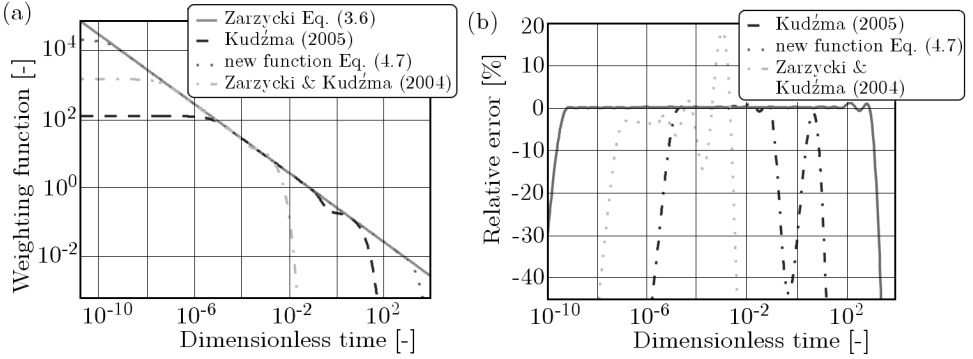 (a)
Zarzycki Eq. (3.6)
Kudźma (2005)
new function Eq. (4.7)
Zarzycki & Kudźma (2004)
Weighting function [-]
10^4
10^2
10^0
10^-2
10^-10
10^-6
10^-2
10^2
Dimensionless time [-]
(b)
Kudźma (2005)
new function Eq. (4.7)
Zarzycki &
Kudźma (2004)
Relative error [%]
20
10
0
-10
-20
-30
-40
10^-10
10^-6
10^-2
10^0
10^2
Dimensionless time [-]